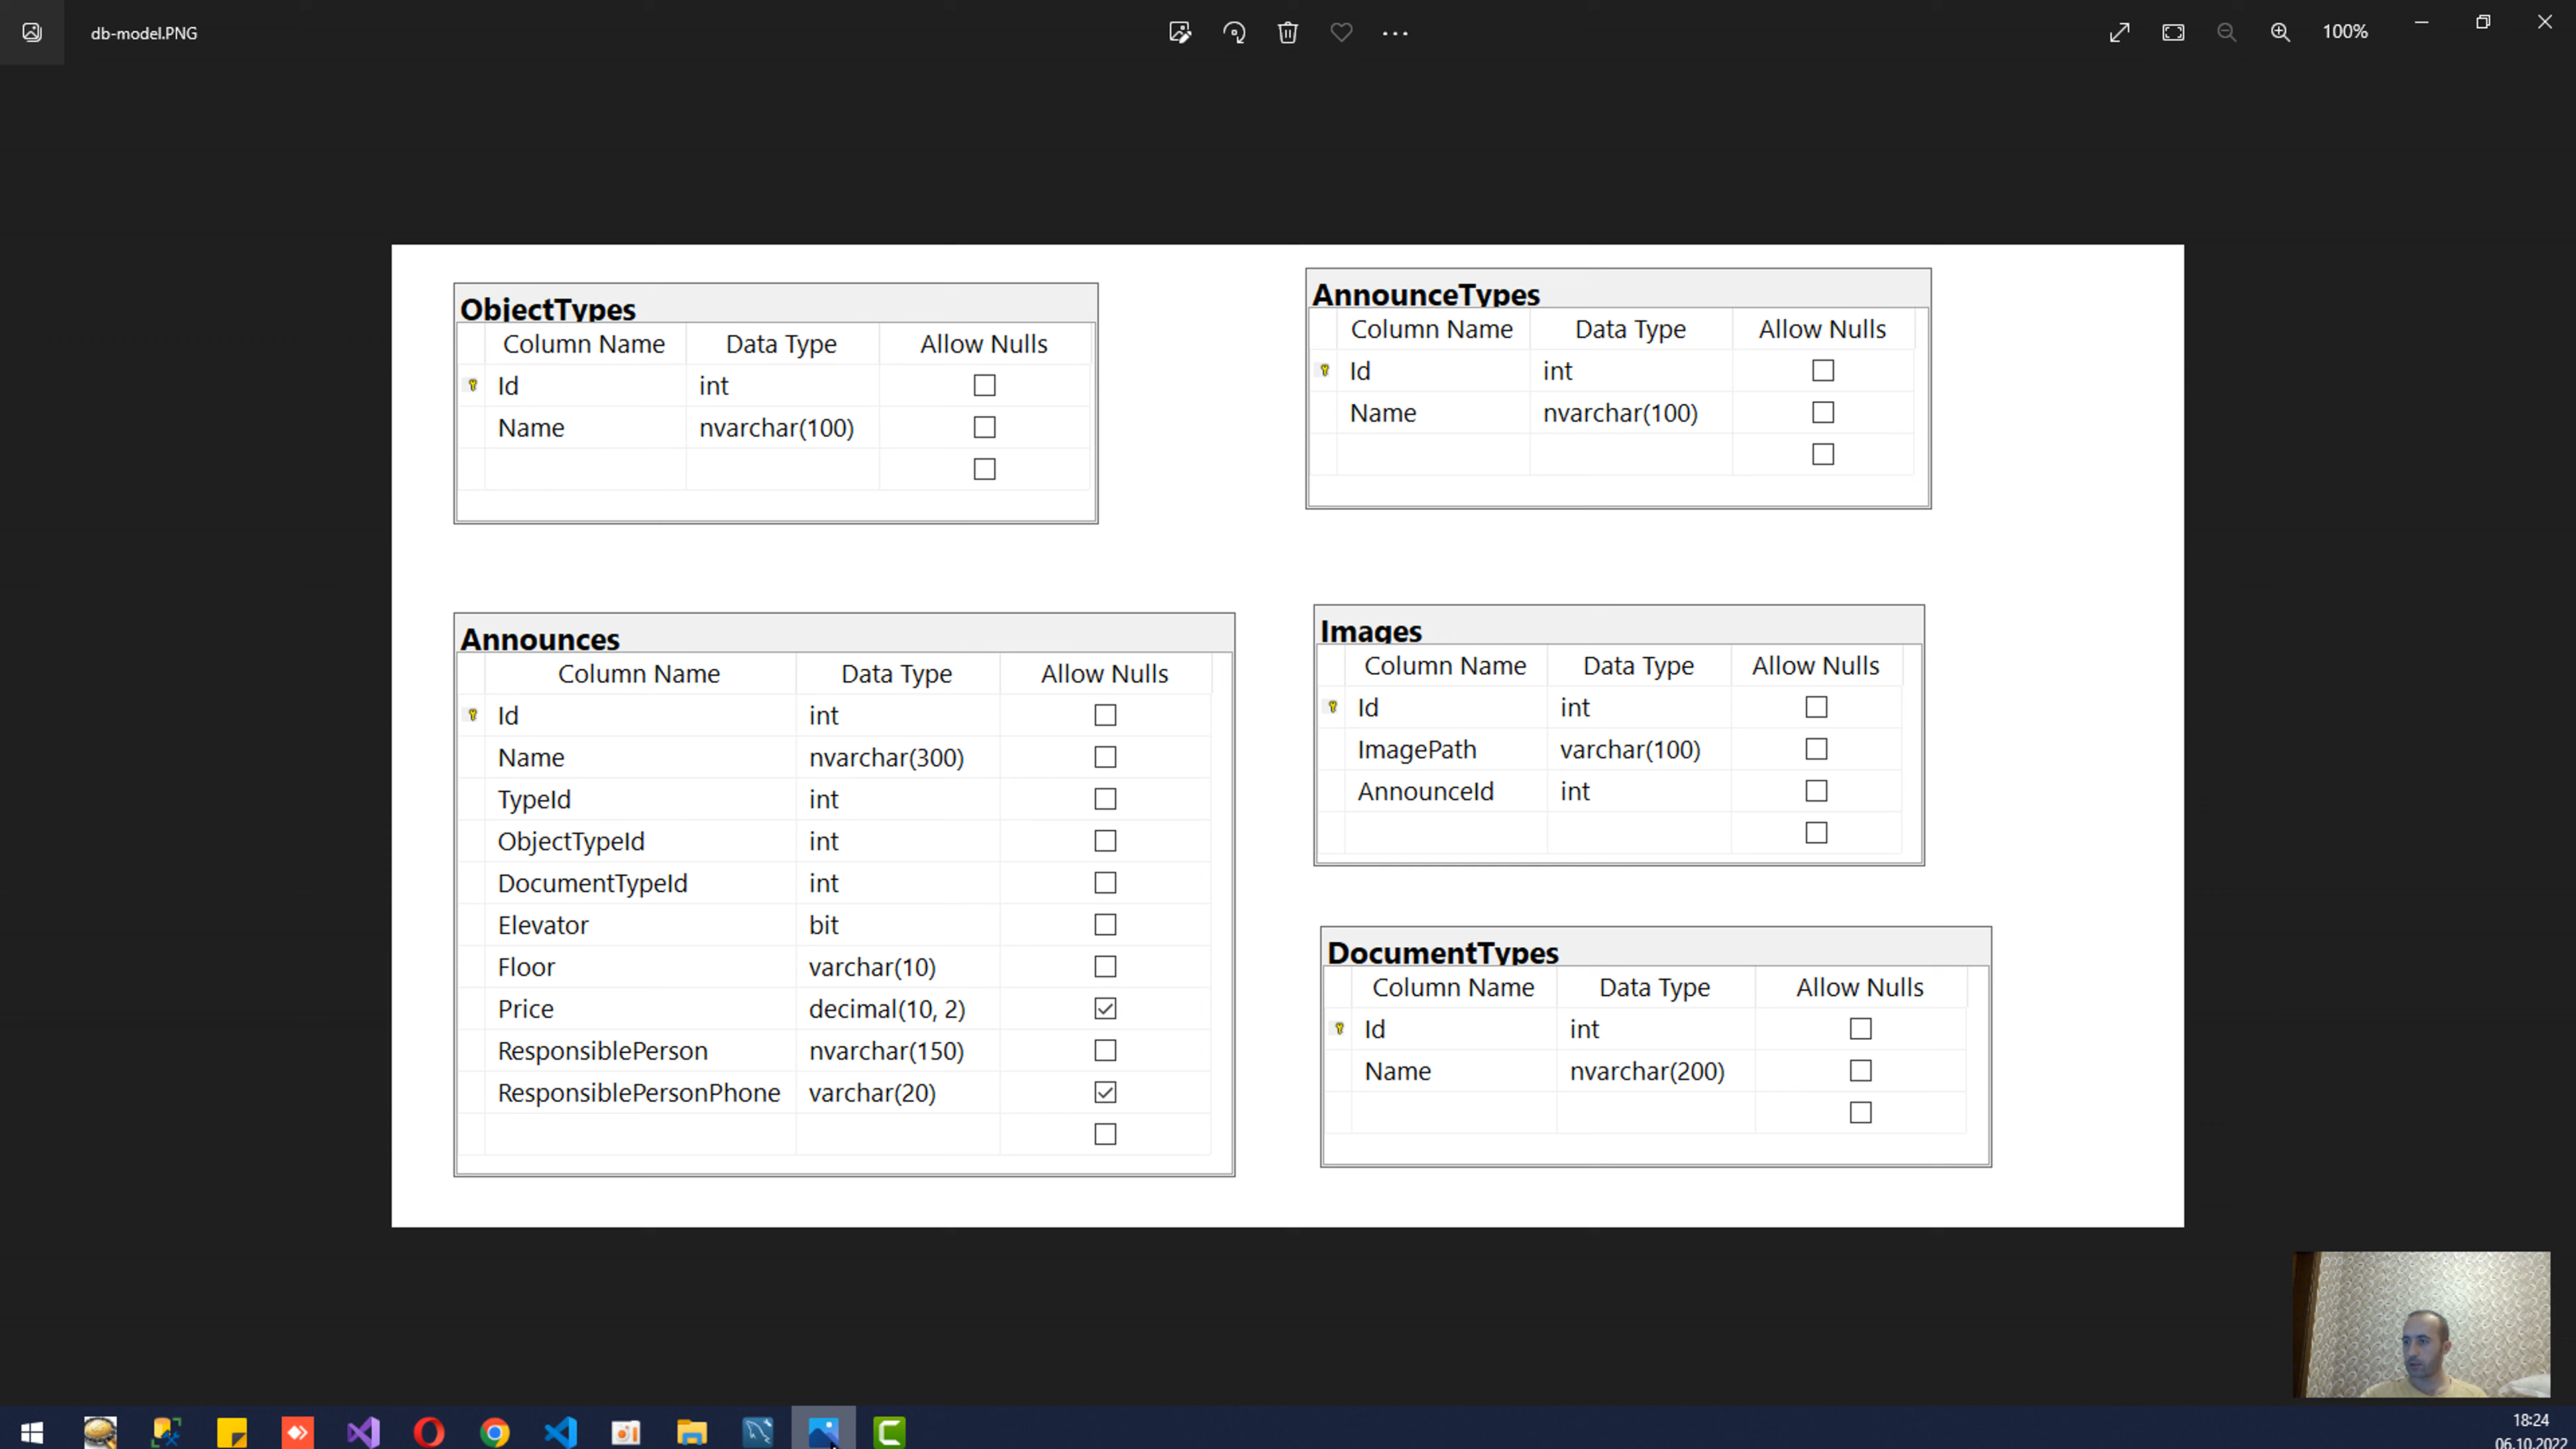 db-model.PNG
100%
ObjectTypes
Column Name Data Type Allow Nulls
Id int
Name nvarchar(100)
AnnounceTypes
Column Name Data Type Allow Nulls
Id int
Name nvarchar(100)
Announces
Column Name Data Type Allow Nulls
Id int
Name nvarchar(300)
TypeId int
ObjectTypeId int
DocumentTypeId int
Elevator bit
Floor varchar(10)
Price decimal(10, 2)
ResponsiblePerson nvarchar(150)
ResponsiblePersonPhone varchar(20)
Images
Column Name Data Type Allow Nulls
Id int
ImagePath varchar(100)
AnnounceId int
DocumentTypes
Column Name Data Type Allow Nulls
Id int
Name nvarchar(200)
18:24
06.10.2022